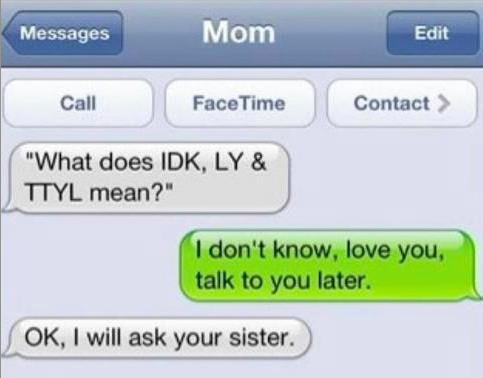 Messages
Mom
Edit
Call
FaceTime
Contact
"What does IDK, LY &
TTYL mean?"
I don't know, love you,
talk to you later.
OK, I will ask your sister.